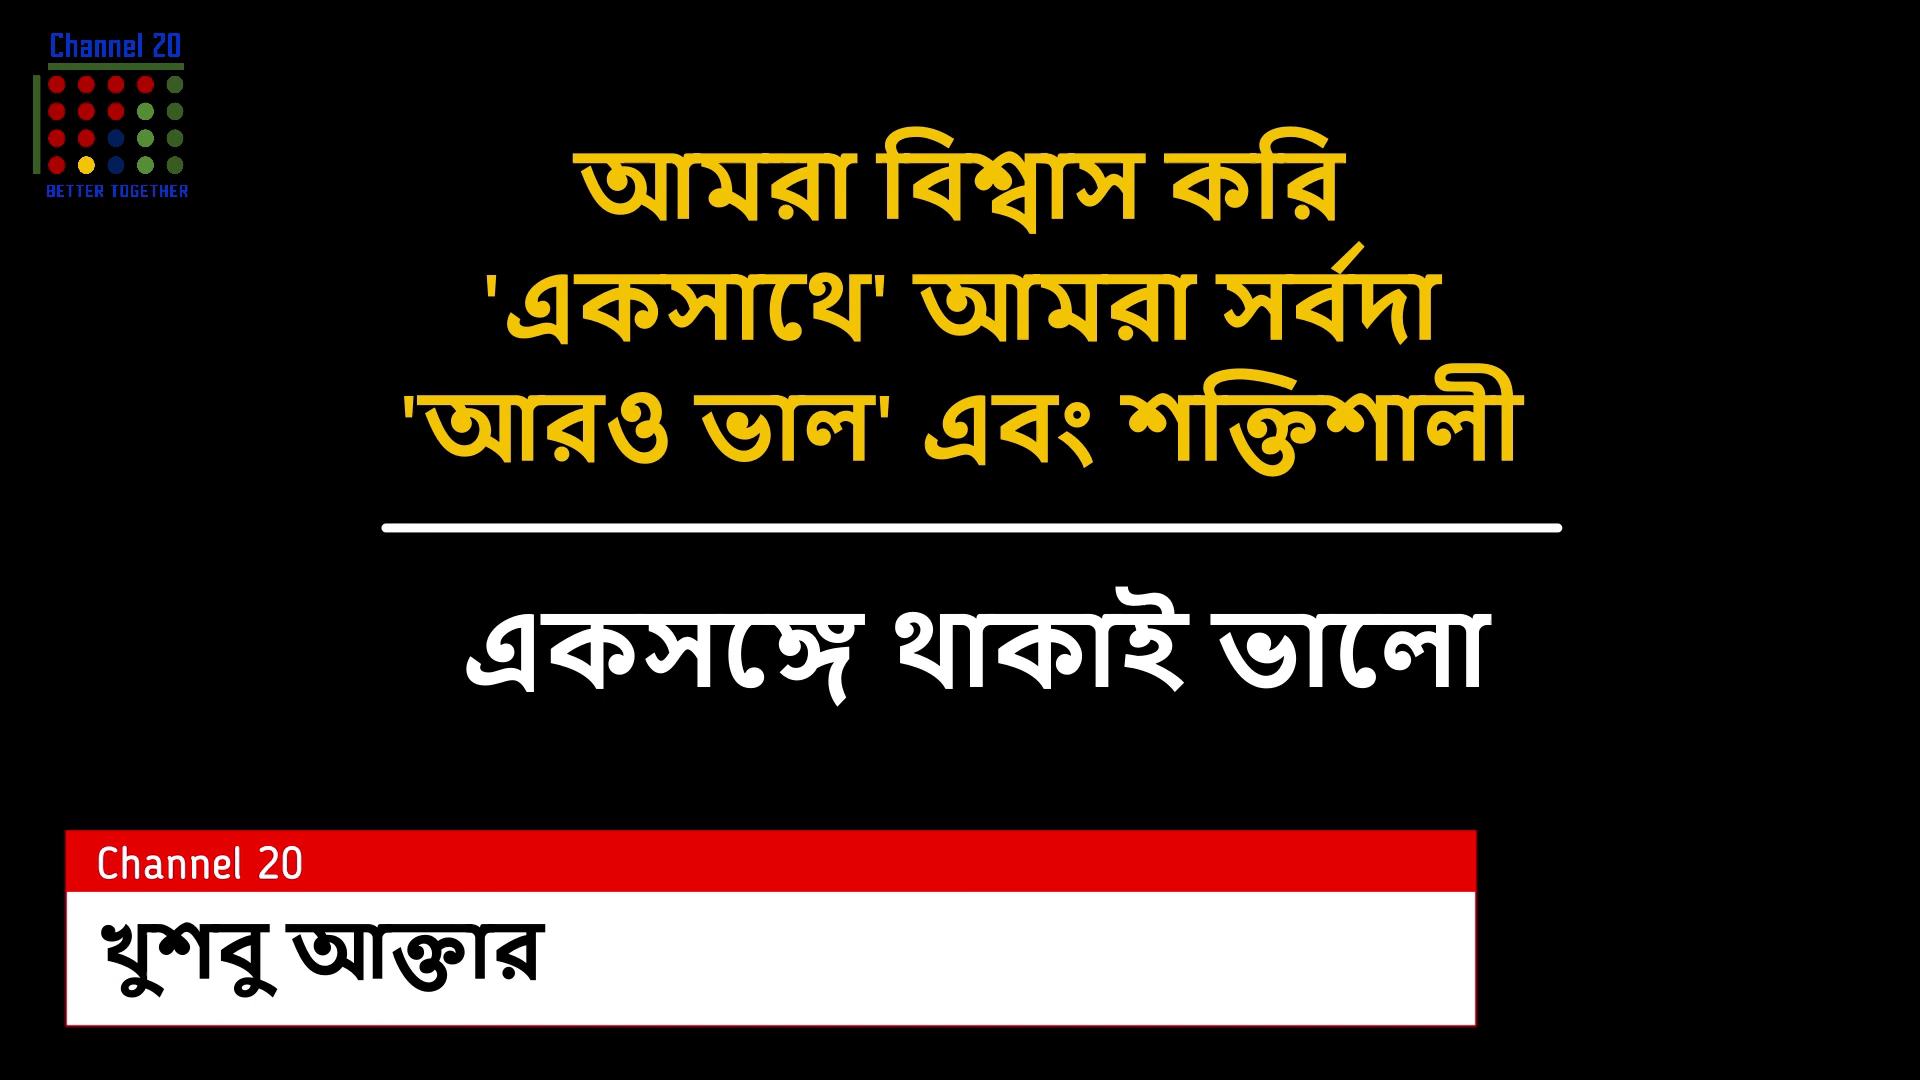 Channel 20
BETTER TOGETHER
আমরা বিশ্বাস করি
'একসাথে' আমরা সর্বদা
'আরও ভাল' এবং শক্তিশালী
একসঙ্গে থাকাই ভালো
Channel 20
খুশবু আক্তার